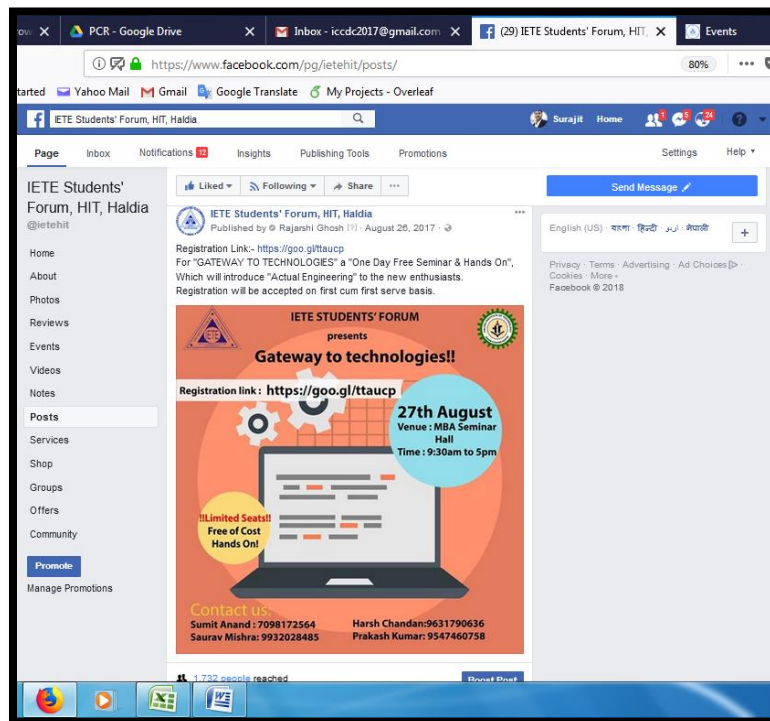 PCR - Google Drive
Inbox - iccdc2017@gmail.com
(29) IETE Students' Forum, HIT,
Events
https://www.facebook.com/pg/ietehit/posts/
80%
tarted Yahoo Mail Gmail Google Translate My Projects - Overleaf
IETE Students' Forum, HIT, Haldia
Surajit Home 1 5 24
Page Inbox Notifications 12 Insights Publishing Tools Promotions Settings Help
IETE Students'
Forum, HIT, Haldia
@ietehit
Home
About
Photos
Reviews
Events
Videos
Notes
Posts
Services
Shop
Groups
Offers
Community
Promote
Manage Promotions
Liked Following Share
IETE Students' Forum, HIT, Haldia
Published by Rajarshi Ghosh [?] · August 26, 2017 ·
Registration Link:- https://goo.gl/ttaucp
For "GATEWAY TO TECHNOLOGIES" a "One Day Free Seminar & Hands On",
Which will introduce "Actual Engineering" to the new enthusiasts.
Registration will be accepted on first cum first serve basis.
IETE
IETE STUDENTS' FORUM
presents
Gateway to technologies!!
Registration link : https://goo.gl/ttaucp
27th August
Venue : MBA Seminar
Hall
Time : 9:30am to 5pm
!!Limited Seats!!
Free of Cost
Hands On!
Contact us:
Sumit Anand : 7098172564
Saurav Mishra: 9932028485
Harsh Chandan:9631790636
Prakash Kumar: 9547460758
1,732 people reached
Boost Post
Send Message
English (US) · বাংলা · हिन्दी · اردو · नेपाली
Privacy · Terms · Advertising · Ad Choices ·
Cookies · More
Facebook © 2018